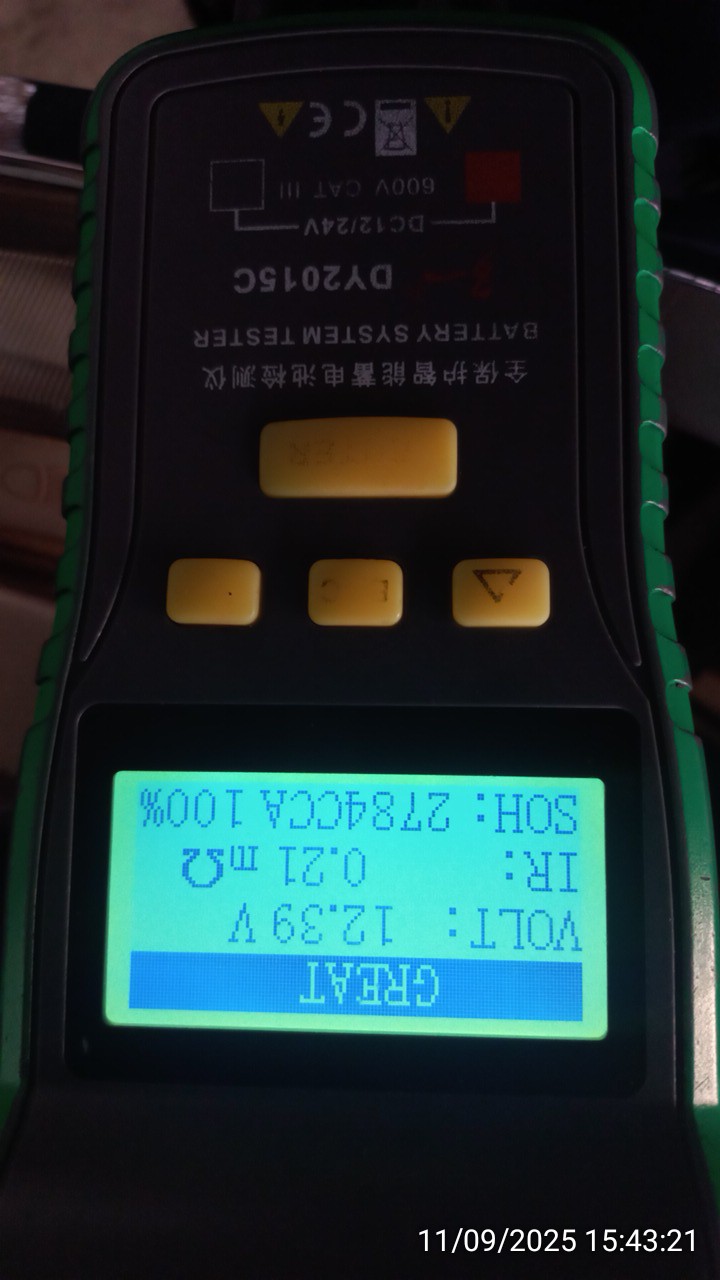 GREAT
VOLT: 12.39 V
IR: 0.21 mΩ
SOH: 2784CCA 100%
全保护智能蓄电池检测仪
BATTERY SYSTEM TESTER
DY2015C
DC12/24V
600V CAT III
CE
11/09/2025 15:43:21